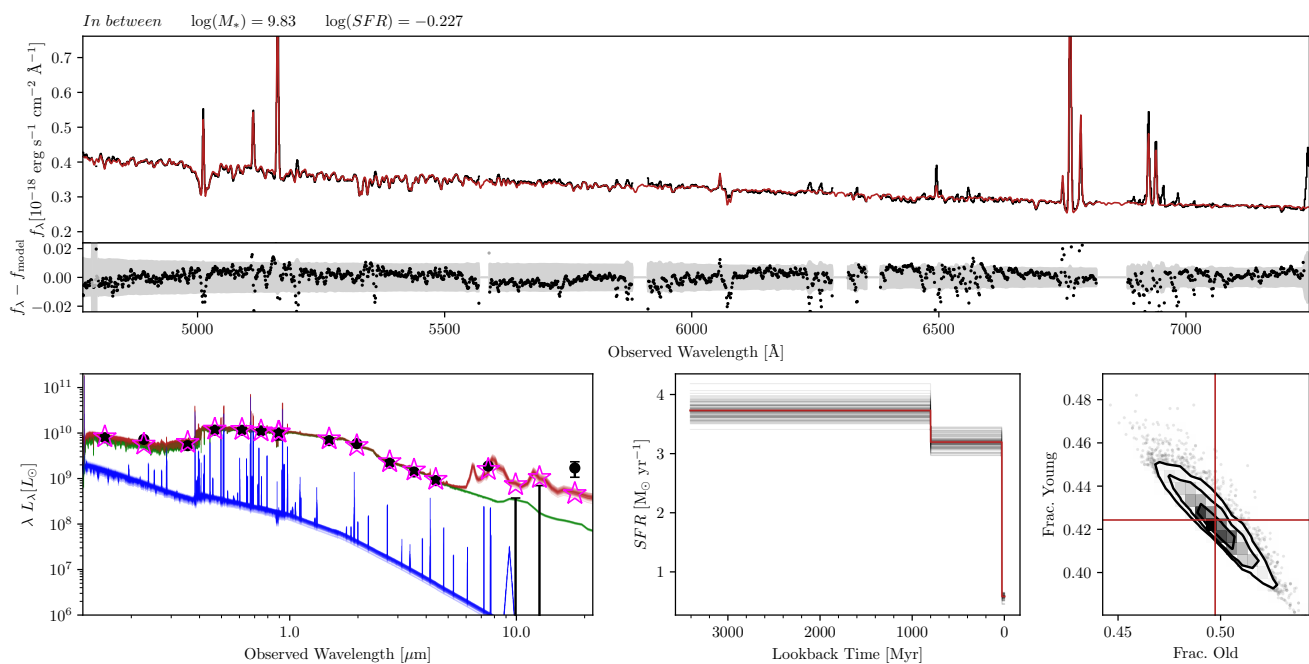 In between log(M*) = 9.83 log(SFR) = −0.227
fλ[10⁻¹⁸ erg s⁻¹ cm⁻² Å⁻¹]
0.7
0.6
0.5
0.4
0.3
0.2
fλ − fmodel
0.02
0.00
−0.02
5000 5500 6000 6500 7000
Observed Wavelength [Å]
λ Lλ[L⊙]
10¹¹
10¹⁰
10⁹
10⁸
10⁷
10⁶
1.0 10.0
Observed Wavelength [μm]
SFR [M⊙ yr⁻¹]
4
3
2
1
3000 2000 1000 0
Lookback Time [Myr]
Frac. Young
0.48
0.46
0.44
0.42
0.40
0.45 0.50
Frac. Old